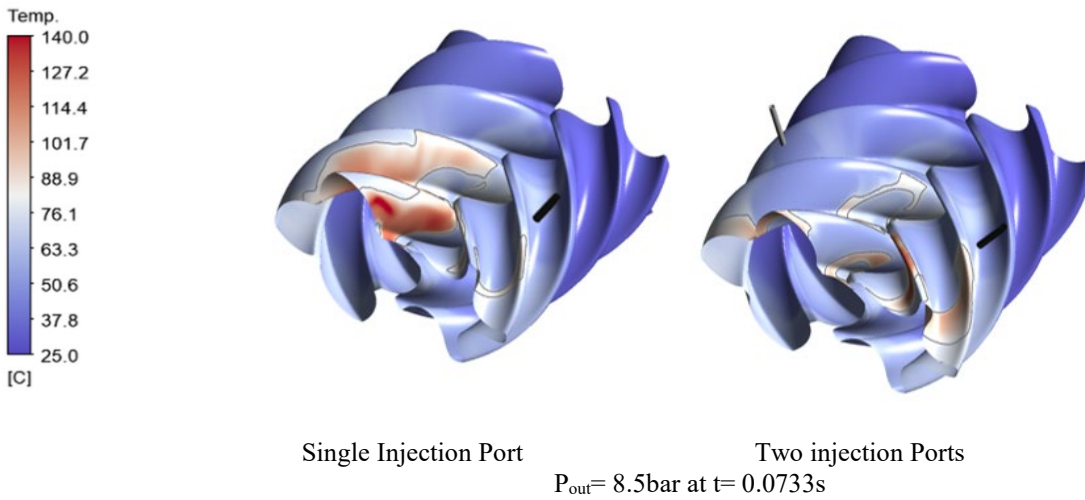 Temp.
140.0
127.2
114.4
101.7
88.9
76.1
63.3
50.6
37.8
25.0
[C]
Single Injection Port
Two injection Ports
Pout= 8.5bar at t= 0.0733s